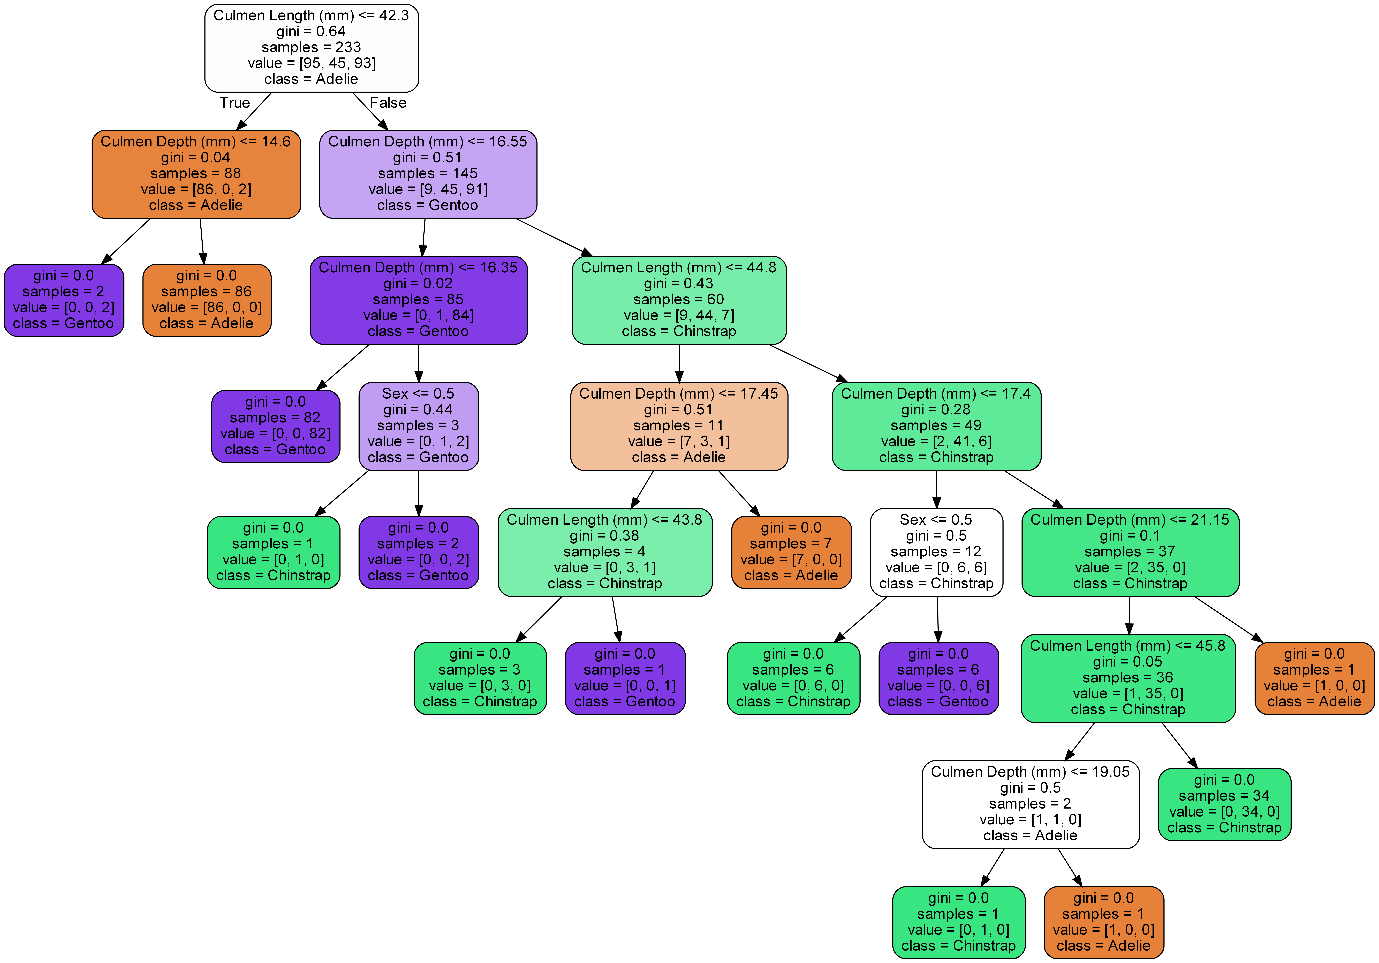 Culmen Length (mm) <= 42.3
gini = 0.64
samples = 233
value = [95, 45, 93]
class = Adelie
True
False
Culmen Depth (mm) <= 14.6
gini = 0.04
samples = 88
value = [86, 0, 2]
class = Adelie
Culmen Depth (mm) <= 16.55
gini = 0.51
samples = 145
value = [9, 45, 91]
class = Gentoo
gini = 0.0
samples = 2
value = [0, 0, 2]
class = Gentoo
gini = 0.0
samples = 86
value = [86, 0, 0]
class = Adelie
Culmen Depth (mm) <= 16.35
gini = 0.02
samples = 85
value = [0, 1, 84]
class = Gentoo
Culmen Length (mm) <= 44.8
gini = 0.43
samples = 60
value = [9, 44, 7]
class = Chinstrap
gini = 0.0
samples = 82
value = [0, 0, 82]
class = Gentoo
Sex <= 0.5
gini = 0.44
samples = 3
value = [0, 1, 2]
class = Gentoo
Culmen Depth (mm) <= 17.45
gini = 0.51
samples = 11
value = [7, 3, 1]
class = Adelie
Culmen Depth (mm) <= 17.4
gini = 0.28
samples = 49
value = [2, 41, 6]
class = Chinstrap
gini = 0.0
samples = 1
value = [0, 1, 0]
class = Chinstrap
gini = 0.0
samples = 2
value = [0, 0, 2]
class = Gentoo
Culmen Length (mm) <= 43.8
gini = 0.38
samples = 4
value = [0, 3, 1]
class = Chinstrap
gini = 0.0
samples = 7
value = [7, 0, 0]
class = Adelie
Sex <= 0.5
gini = 0.5
samples = 12
value = [0, 6, 6]
class = Chinstrap
Culmen Depth (mm) <= 21.15
gini = 0.1
samples = 37
value = [2, 35, 0]
class = Chinstrap
gini = 0.0
samples = 3
value = [0, 3, 0]
class = Chinstrap
gini = 0.0
samples = 1
value = [0, 0, 1]
class = Gentoo
gini = 0.0
samples = 6
value = [0, 6, 0]
class = Chinstrap
gini = 0.0
samples = 6
value = [0, 0, 6]
class = Gentoo
Culmen Length (mm) <= 45.8
gini = 0.05
samples = 36
value = [1, 35, 0]
class = Chinstrap
gini = 0.0
samples = 1
value = [1, 0, 0]
class = Adelie
Culmen Depth (mm) <= 19.05
gini = 0.5
samples = 2
value = [1, 1, 0]
class = Adelie
gini = 0.0
samples = 34
value = [0, 34, 0]
class = Chinstrap
gini = 0.0
samples = 1
value = [0, 1, 0]
class = Chinstrap
gini = 0.0
samples = 1
value = [1, 0, 0]
class = Adelie